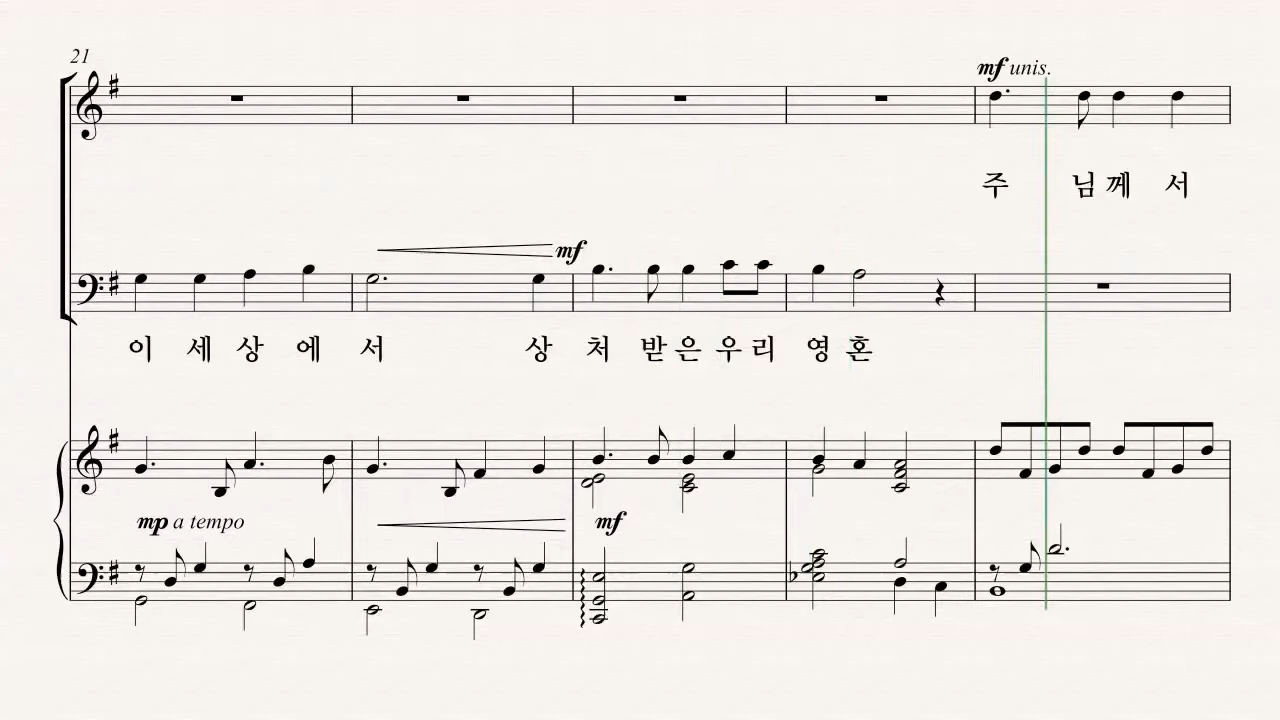 21
mf unis.
주 님 께 서
mf
이 세 상 에 서 상 처 받 은 우 리 영 혼
mp a tempo mf